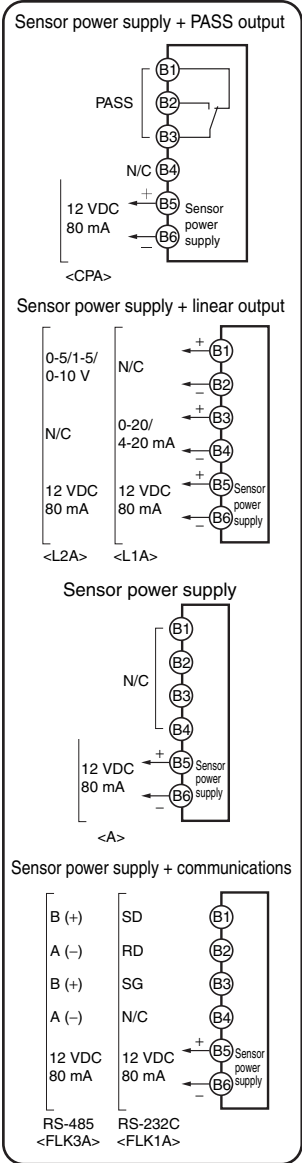 Sensor power supply + PASS output
B1
PASS
B2
B3
N/C B4
+
12 VDC B5 Sensor
80 mA power
B6 supply
−
<CPA>
Sensor power supply + linear output
0-5/1-5/ N/C + B1
0-10 V
− B2
N/C 0-20/ + B3
4-20 mA
− B4
12 VDC 12 VDC + B5 Sensor
80 mA 80 mA power
− B6 supply
<L2A> <L1A>
Sensor power supply
B1
B2
N/C
B3
B4
12 VDC + B5 Sensor
80 mA power
− B6 supply
<A>
Sensor power supply + communications
B (+) SD B1
A (−) RD B2
B (+) SG B3
A (−) N/C B4
12 VDC 12 VDC + B5 Sensor
80 mA 80 mA power
− B6 supply
RS-485 RS-232C
<FLK3A> <FLK1A>